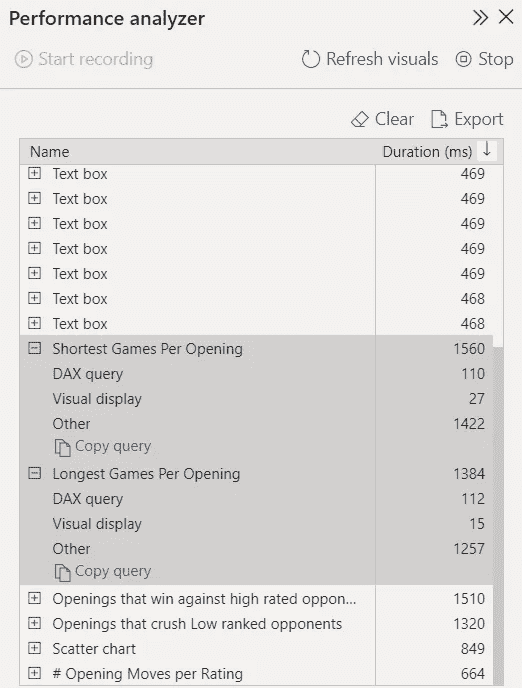 Performance analyzer
Start recording Refresh visuals Stop
Clear Export
Name Duration (ms)
Text box 469
Text box 469
Text box 469
Text box 469
Text box 469
Text box 468
Text box 468
Shortest Games Per Opening 1560
DAX query 110
Visual display 27
Other 1422
Copy query
Longest Games Per Opening 1384
DAX query 112
Visual display 15
Other 1257
Copy query
Openings that win against high rated oppon... 1510
Openings that crush Low ranked opponents 1320
Scatter chart 849
# Opening Moves per Rating 664